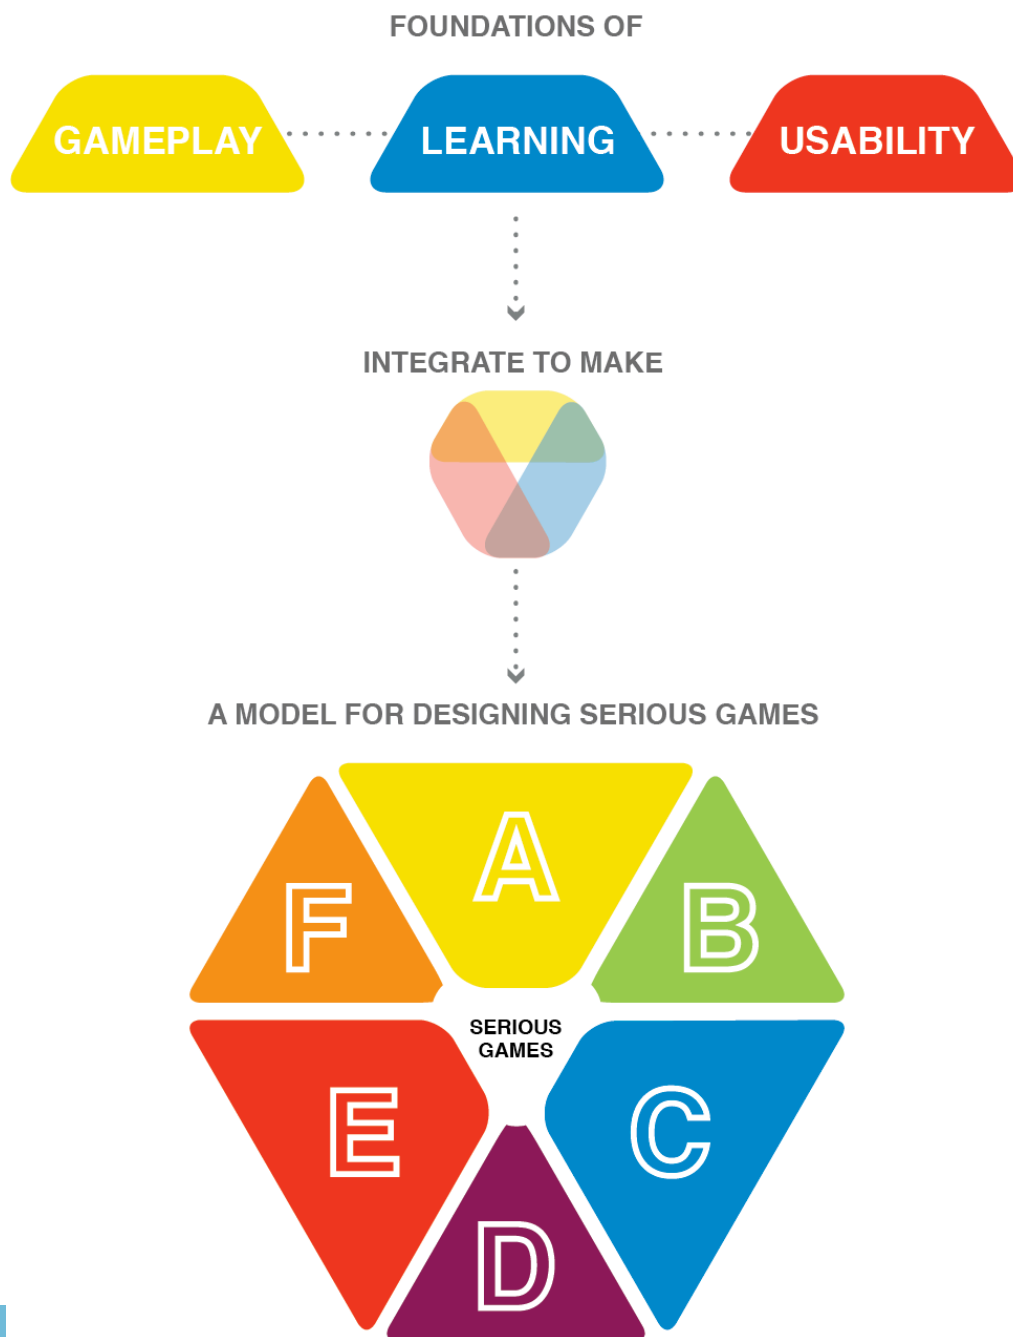 FOUNDATIONS OF
GAMEPLAY LEARNING USABILITY
INTEGRATE TO MAKE
A MODEL FOR DESIGNING SERIOUS GAMES
A
F B
SERIOUS
GAMES
E C
D